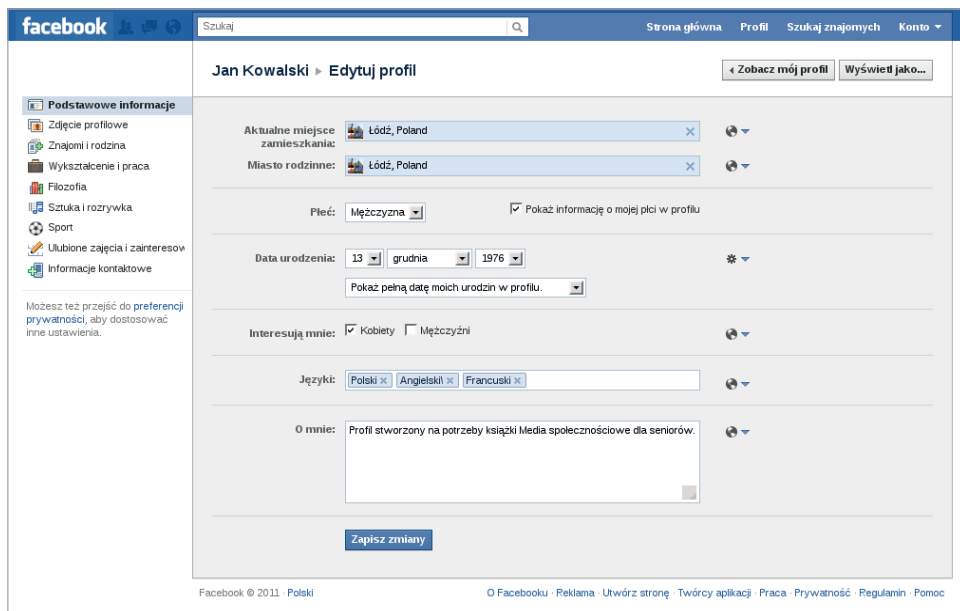 facebook
Szukaj
Strona główna Profil Szukaj znajomych Konto
Jan Kowalski ▸ Edytuj profil
Zobacz mój profil
Wyświetl jako...
Podstawowe informacje
Zdjęcie profilowe
Znajomi i rodzina
Wykształcenie i praca
Filozofia
Sztuka i rozrywka
Sport
Ulubione zajęcia i zainteresow
Informacje kontaktowe
Możesz też przejść do preferencji
prywatności, aby dostosować
inne ustawienia.
Aktualne miejsce
zamieszkania:
Łódź, Poland
Miasto rodzinne: Łódź, Poland
Płeć: Mężczyzna Pokaż informację o mojej płci w profilu
Data urodzenia: 13 grudnia 1976
Pokaż pełną datę moich urodzin w profilu.
Interesują mnie: Kobiety Mężczyźni
Języki: Polski Angielski\ Francuski
O mnie: Profil stworzony na potrzeby książki Media społecznościowe dla seniorów.
Zapisz zmiany
Facebook © 2011 · Polski
O Facebooku · Reklama · Utwórz stronę · Twórcy aplikacji · Praca · Prywatność · Regulamin · Pomoc